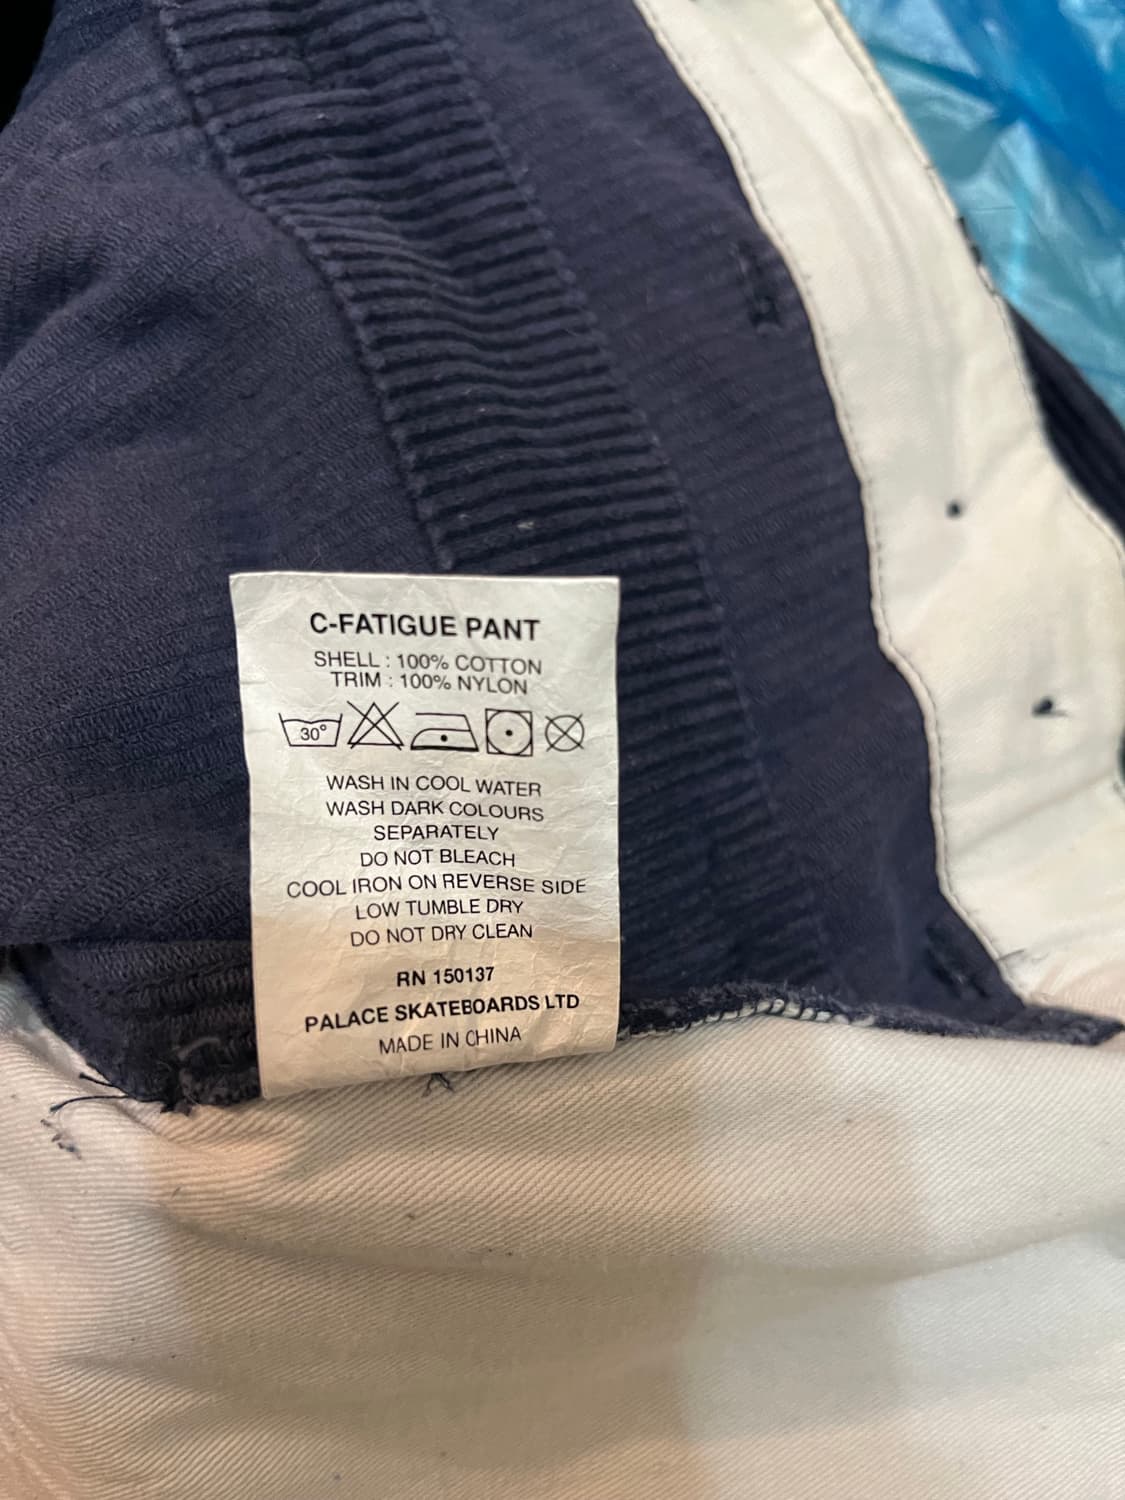 C-FATIGUE PANT
SHELL : 100% COTTON
TRIM : 100% NYLON
30°
WASH IN COOL WATER
WASH DARK COLOURS
SEPARATELY
DO NOT BLEACH
COOL IRON ON REVERSE SIDE
LOW TUMBLE DRY
DO NOT DRY CLEAN
RN 150137
PALACE SKATEBOARDS LTD
MADE IN CHINA